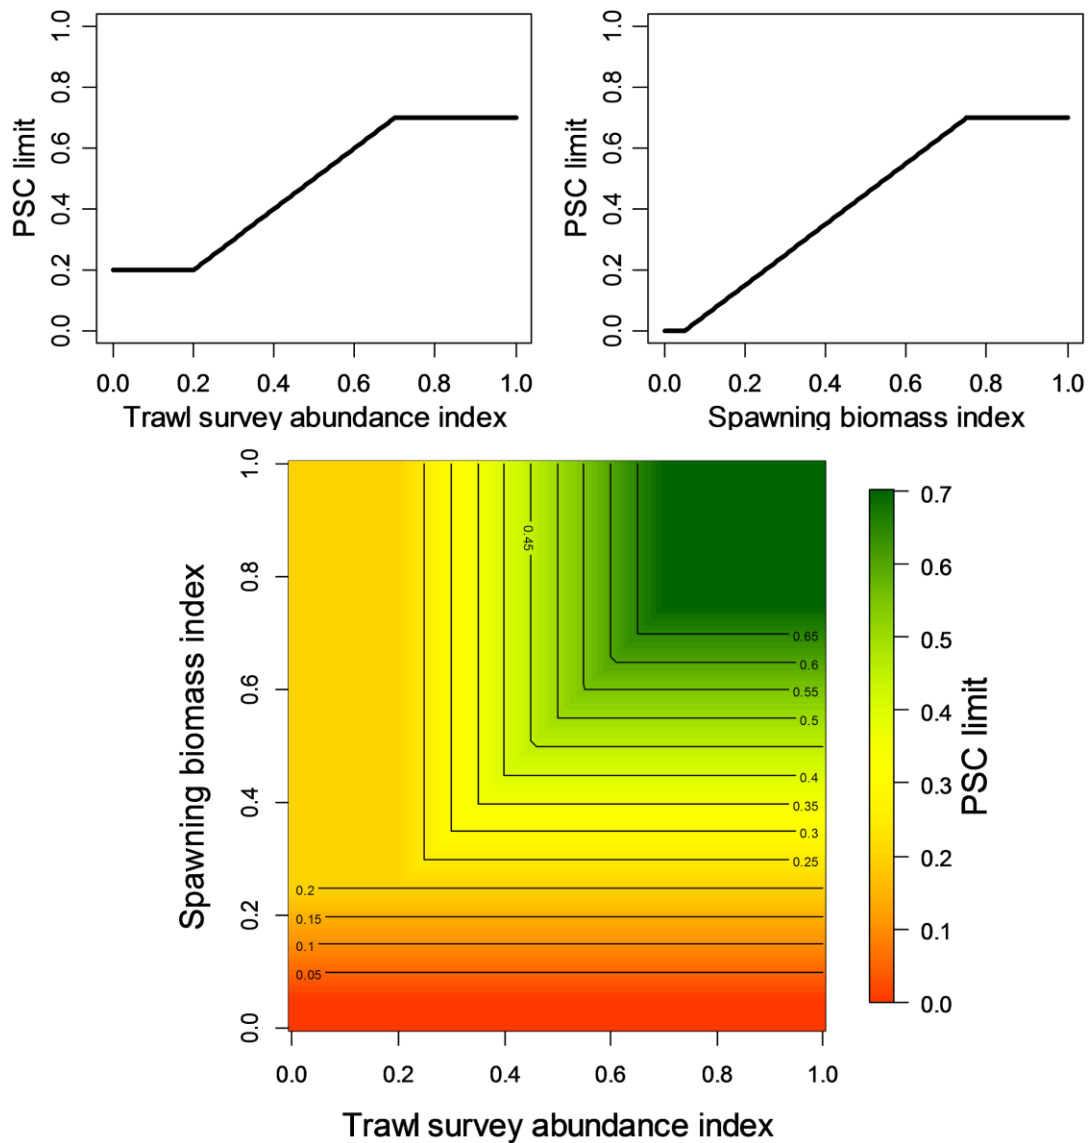 PSC limit
0.0 0.2 0.4 0.6 0.8 1.0
0.0 0.2 0.4 0.6 0.8 1.0
Trawl survey abundance index
PSC limit
0.0 0.2 0.4 0.6 0.8 1.0
0.0 0.2 0.4 0.6 0.8 1.0
Spawning biomass index
Spawning biomass index
0.0 0.2 0.4 0.6 0.8 1.0
0.45
0.65
0.6
0.55
0.5
0.4
0.35
0.3
0.25
0.2
0.15
0.1
0.05
0.0 0.2 0.4 0.6 0.8 1.0
Trawl survey abundance index
0.7
0.6
0.5
0.4
0.3
0.2
0.1
0.0
PSC limit